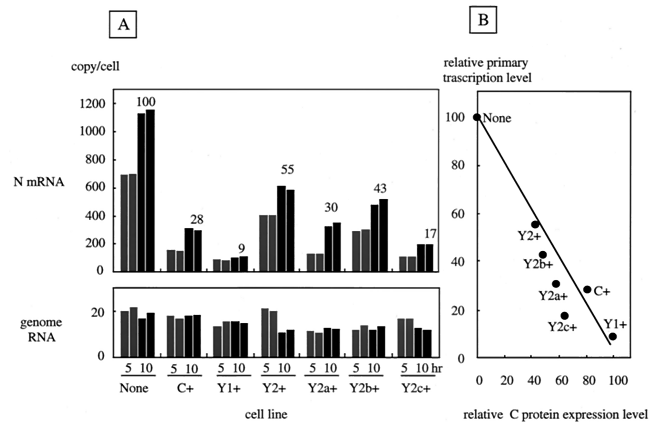 A
B
copy/cell
relative primary
trascription level
N mRNA
1200
1000
800
600
400
200
0
100
28
9
55
30
43
17
genome
RNA
20
0
5 10 5 10 5 10 5 10 5 10 5 10 5 10 hr
None C+ Y1+ Y2+ Y2a+ Y2b+ Y2c+
cell line
100
80
60
40
20
0
None
Y2+
Y2b+
Y2a+
C+
Y2c+
Y1+
0 20 40 60 80 100
relative C protein expression level